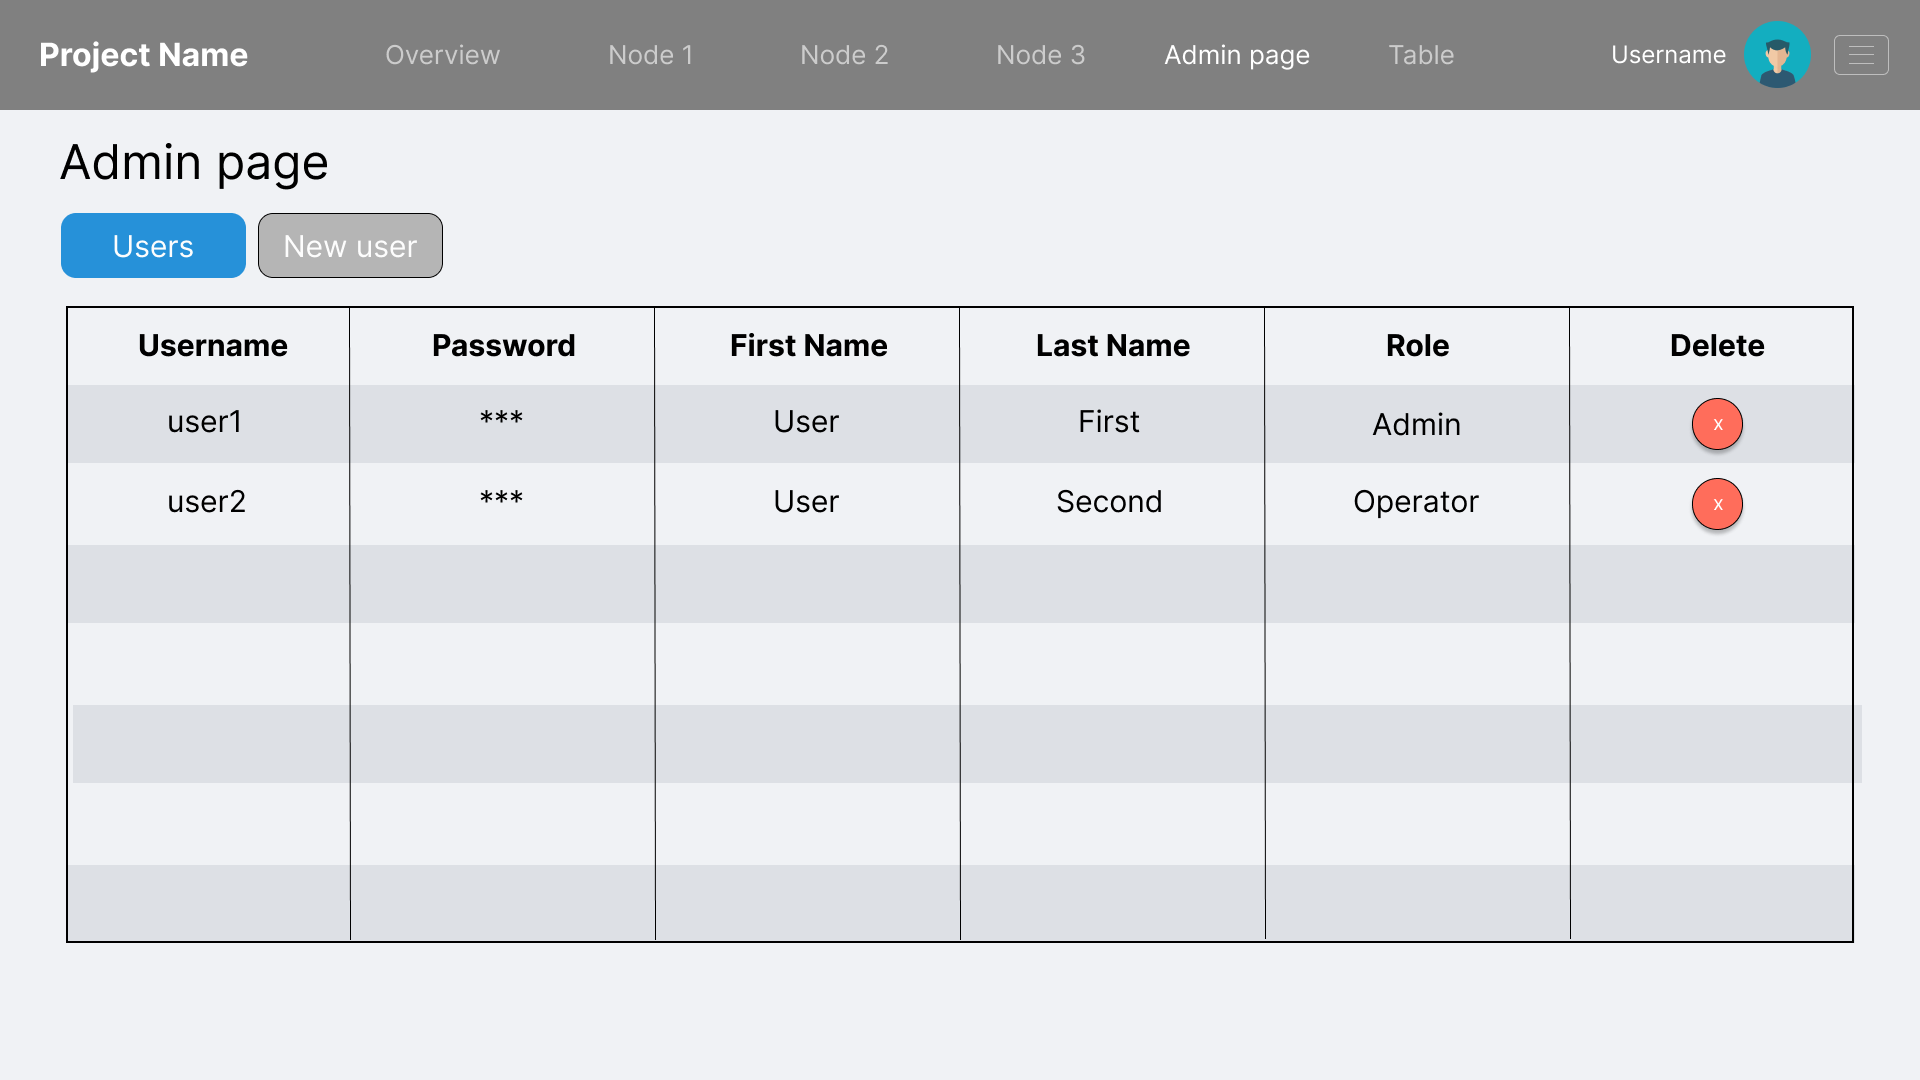 Project Name Overview Node 1 Node 2 Node 3 Admin page Table Username
Admin page
Users New user
Username Password First Name Last Name Role Delete
user1 *** User First Admin x
user2 *** User Second Operator x